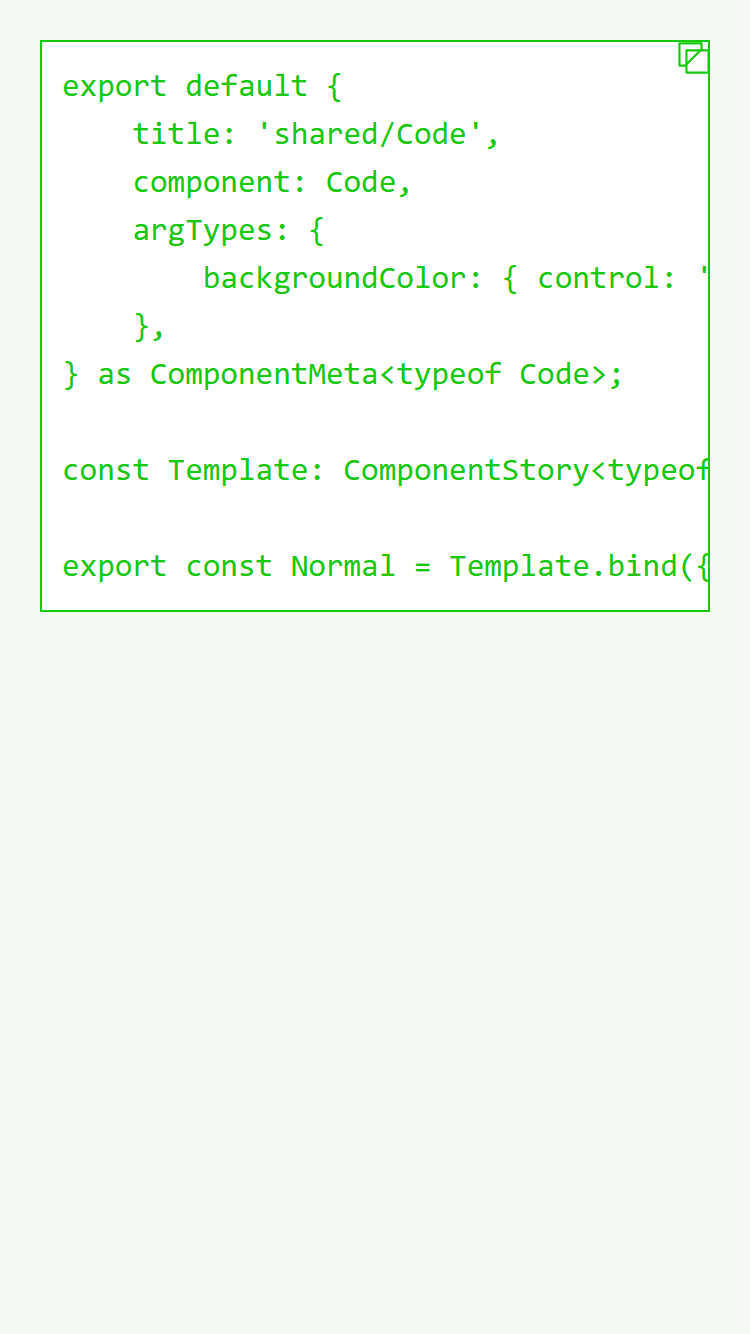 export default {
    title: 'shared/Code',
    component: Code,
    argTypes: {
        backgroundColor: { control: '
    },
} as ComponentMeta<typeof Code>;

const Template: ComponentStory<typeof

export const Normal = Template.bind({